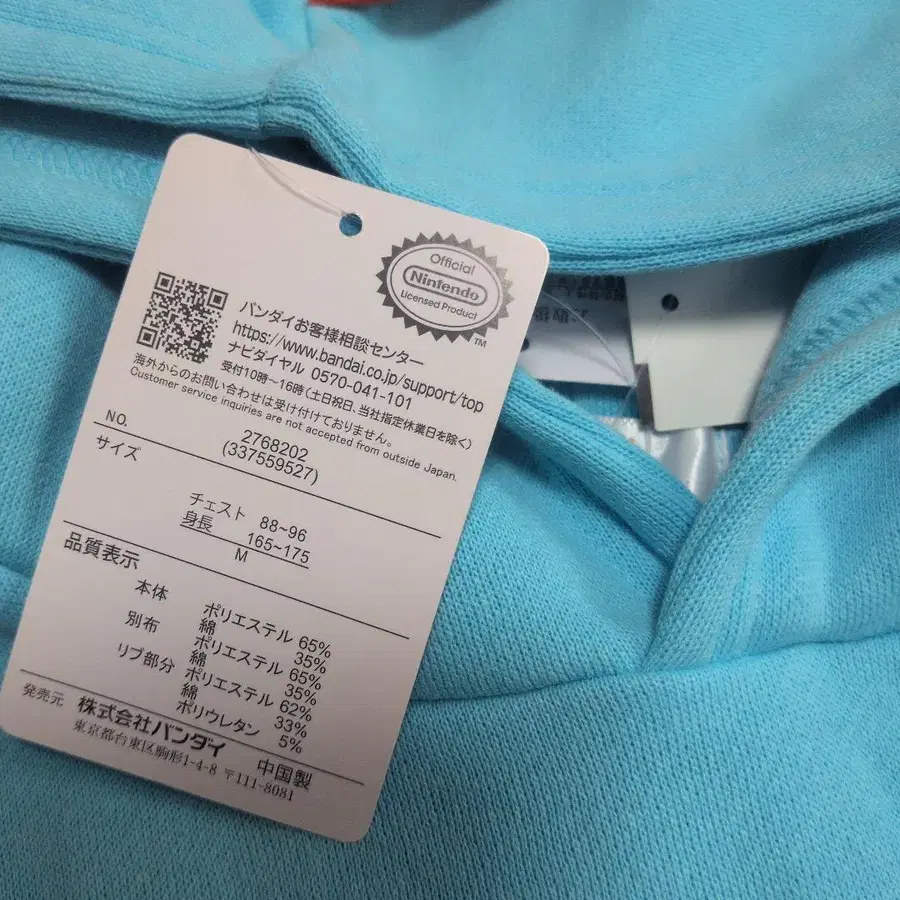 Official
Nintendo
Licensed Product
TM
バンダイお客様相談センター
https://www.bandai.co.jp/support/top
ナビダイヤル 0570-041-101
受付10時~16時(土日祝日、当社指定休業日を除く)
海外からのお問い合わせは受け付けておりません。
Customer service inquiries are not accepted from outside Japan.
NO. 2768202
(337559527)
サイズ
チェスト 88~96
身長 165~175
M
品質表示
本体 ポリエステル 65%
綿 35%
別布 ポリエステル 65%
綿 35%
リブ部分 ポリエステル 62%
綿 33%
ポリウレタン 5%
発売元 株式会社バンダイ
東京都台東区駒形1-4-8 〒111-8081
中国製